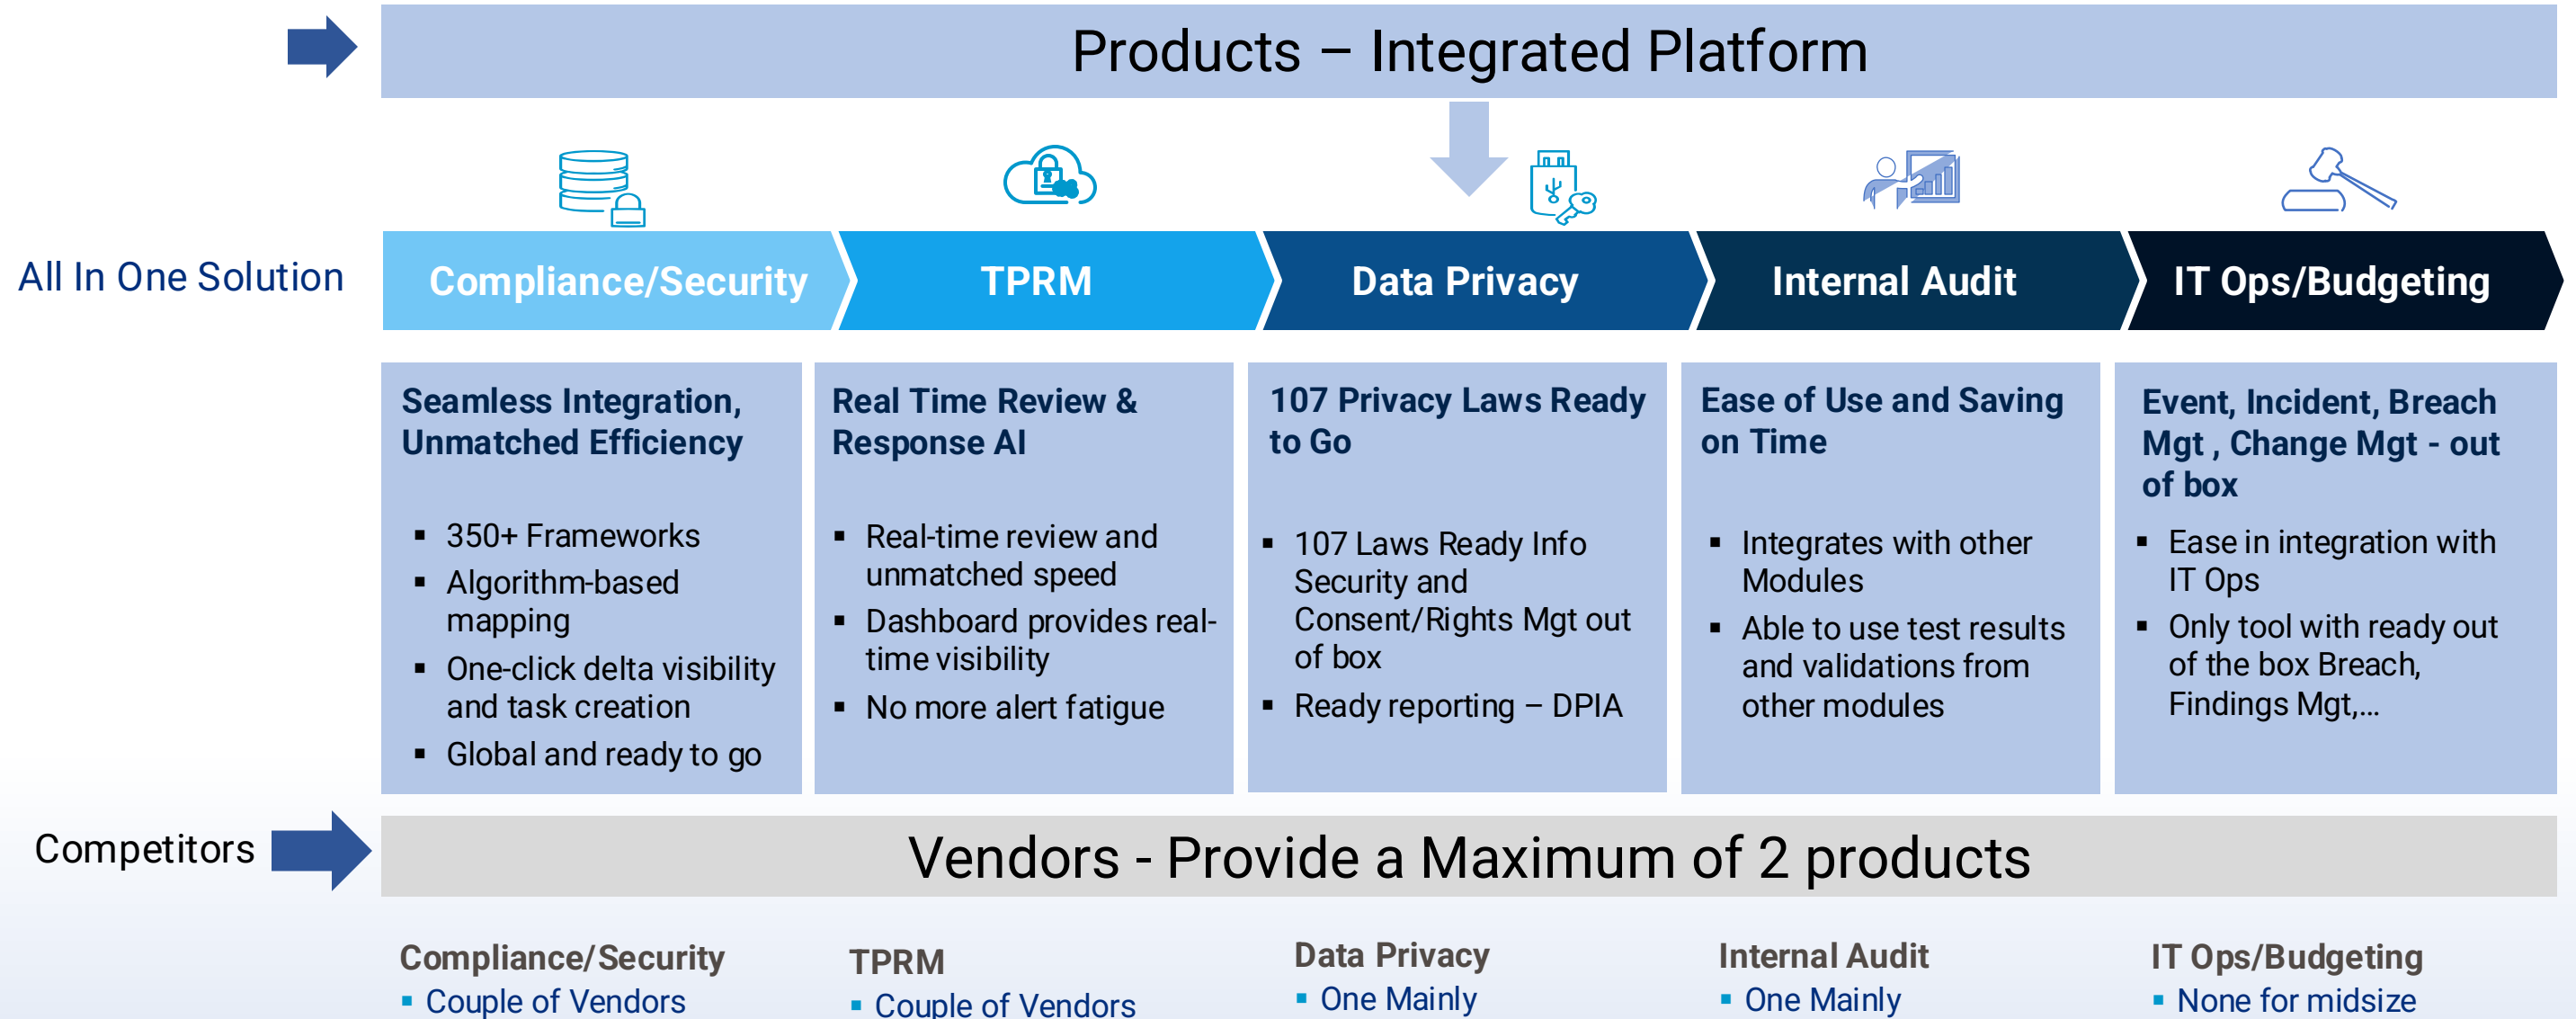 Products – Integrated Platform
All In One Solution
Compliance/Security
TPRM
Data Privacy
Internal Audit
IT Ops/Budgeting
Seamless Integration,
Unmatched Efficiency
▪ 350+ Frameworks
▪ Algorithm-based
mapping
▪ One-click delta visibility
and task creation
▪ Global and ready to go
Real Time Review &
Response AI
▪ Real-time review and
unmatched speed
▪ Dashboard provides real-
time visibility
▪ No more alert fatigue
107 Privacy Laws Ready
to Go
▪ 107 Laws Ready Info
Security and
Consent/Rights Mgt out
of box
▪ Ready reporting – DPIA
Ease of Use and Saving
on Time
▪ Integrates with other
Modules
▪ Able to use test results
and validations from
other modules
Event, Incident, Breach
Mgt , Change Mgt - out
of box
▪ Ease in integration with
IT Ops
▪ Only tool with ready out
of the box Breach,
Findings Mgt,...
Competitors
Vendors - Provide a Maximum of 2 products
Compliance/Security
▪ Couple of Vendors
TPRM
▪ Couple of Vendors
Data Privacy
▪ One Mainly
Internal Audit
▪ One Mainly
IT Ops/Budgeting
▪ None for midsize